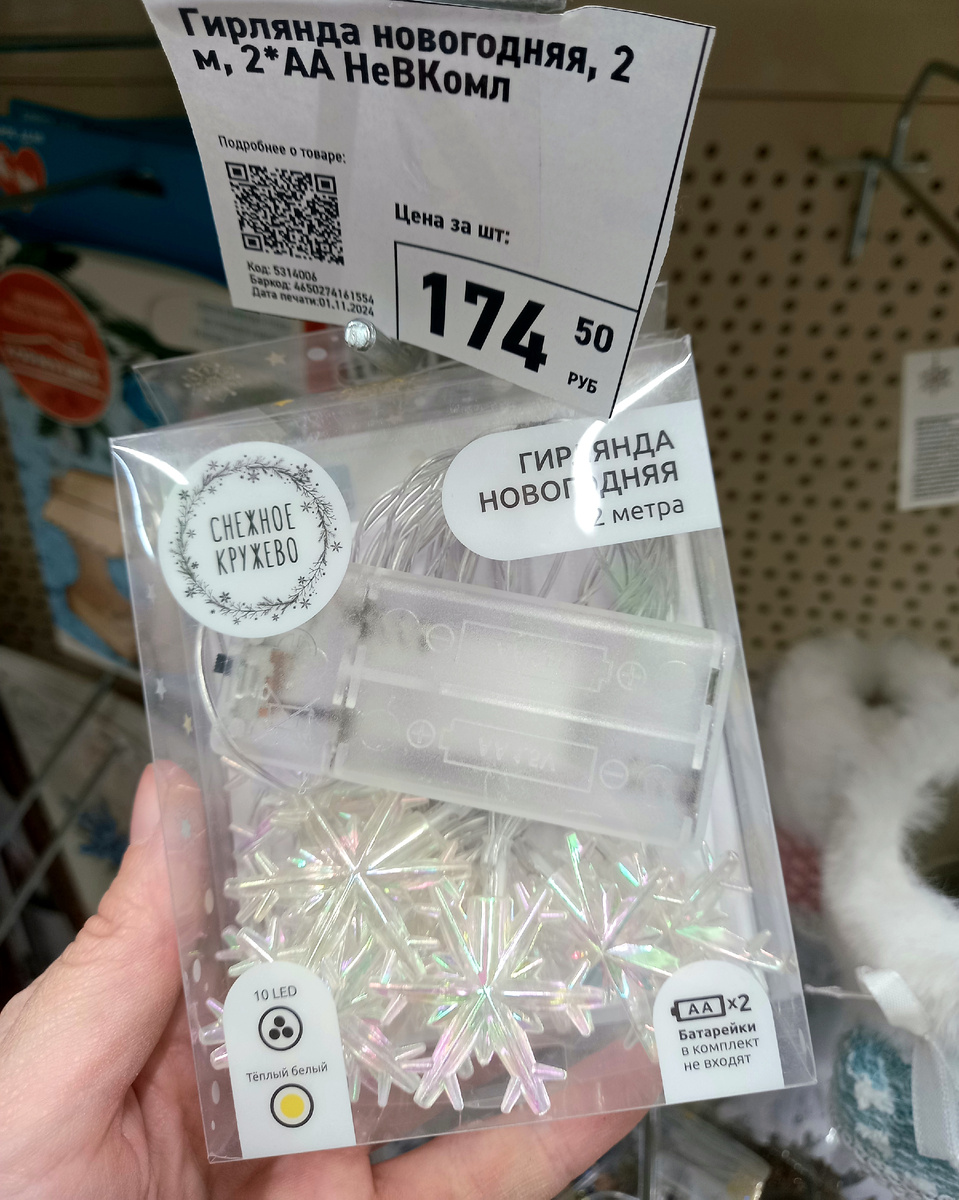 Гирлянда новогодняя, 2
м, 2*АА НеВКомл
Подробнее о товаре:
Цена за шт:
Код: 5314006
Баркод: 4650274161554
Дата печати:01.11.2024
174 50
РУБ
СНЕЖНОЕ
КРУЖЕВО
ГИРЛЯНДА
НОВОГОДНЯЯ
2 метра
10 LED
Тёплый белый
AA x2
Батарейки
в комплект
не входят